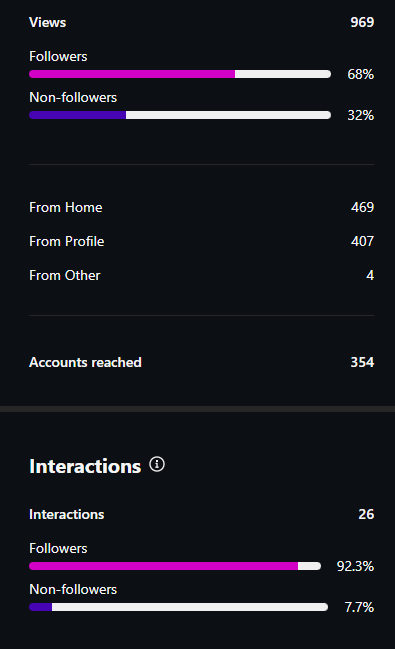 Views 969
Followers
68%
Non-followers
32%
From Home 469
From Profile 407
From Other 4
Accounts reached 354
Interactions
Interactions 26
Followers
92.3%
Non-followers
7.7%